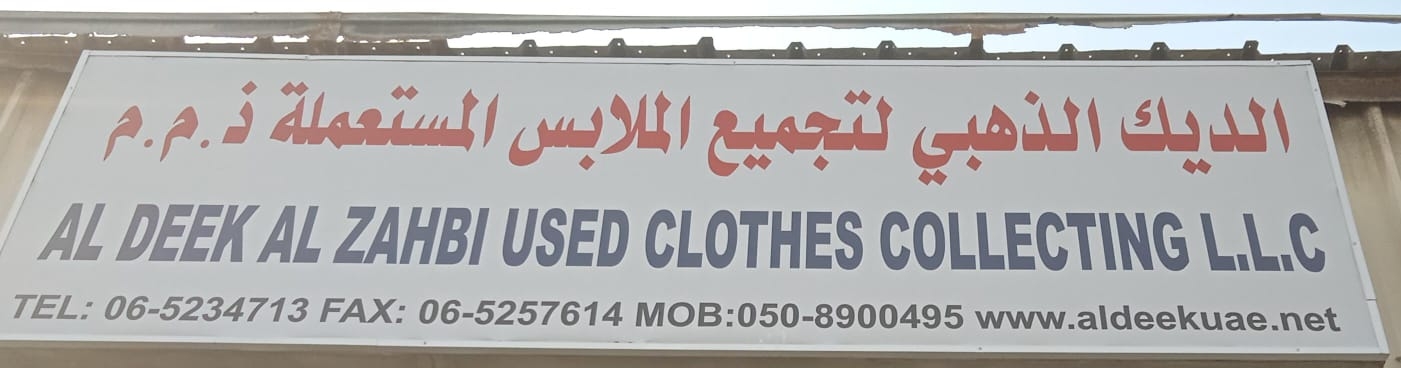 الديك الذهبي لتجميع الملابس المستعملة ذ.م.م
AL DEEK AL ZAHBI USED CLOTHES COLLECTING L.L.C
TEL: 06-5234713 FAX: 06-5257614 MOB:050-8900495 www.aldeekuae.net